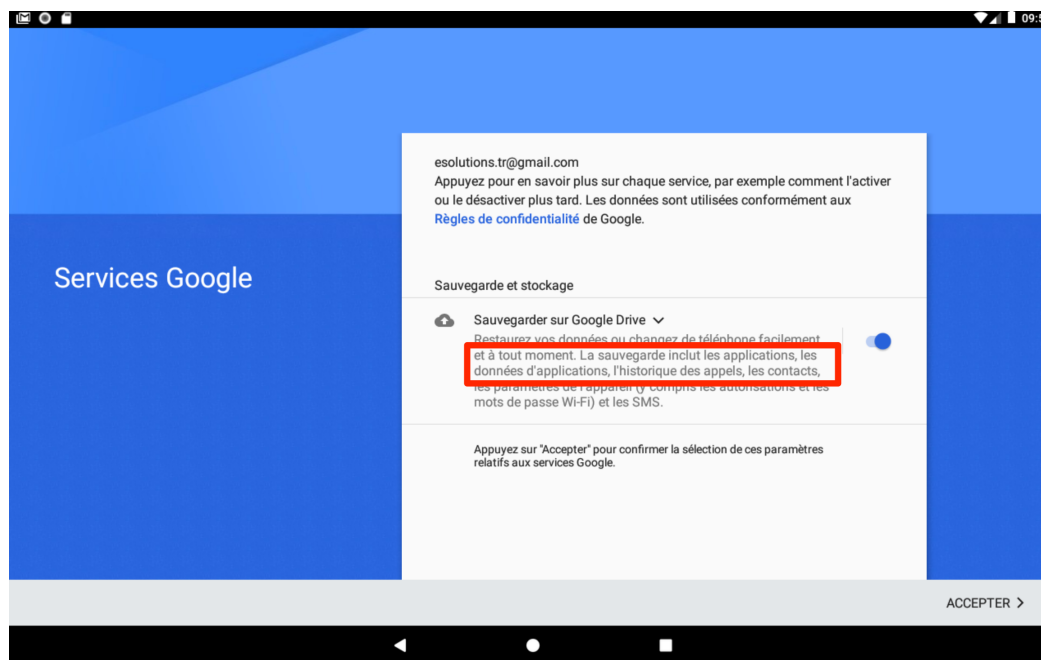 09:5
esolutions.tr@gmail.com
Appuyez pour en savoir plus sur chaque service, par exemple comment l'activer
ou le désactiver plus tard. Les données sont utilisées conformément aux
Règles de confidentialité de Google.
Services Google
Sauvegarde et stockage
Sauvegarder sur Google Drive
Restaurez vos données ou changez de téléphone facilement
et à tout moment. La sauvegarde inclut les applications, les
données d'applications, l'historique des appels, les contacts,
les paramètres de l'appareil (y compris les autorisations et les
mots de passe Wi-Fi) et les SMS.
Appuyez sur "Accepter" pour confirmer la sélection de ces paramètres
relatifs aux services Google.
ACCEPTER